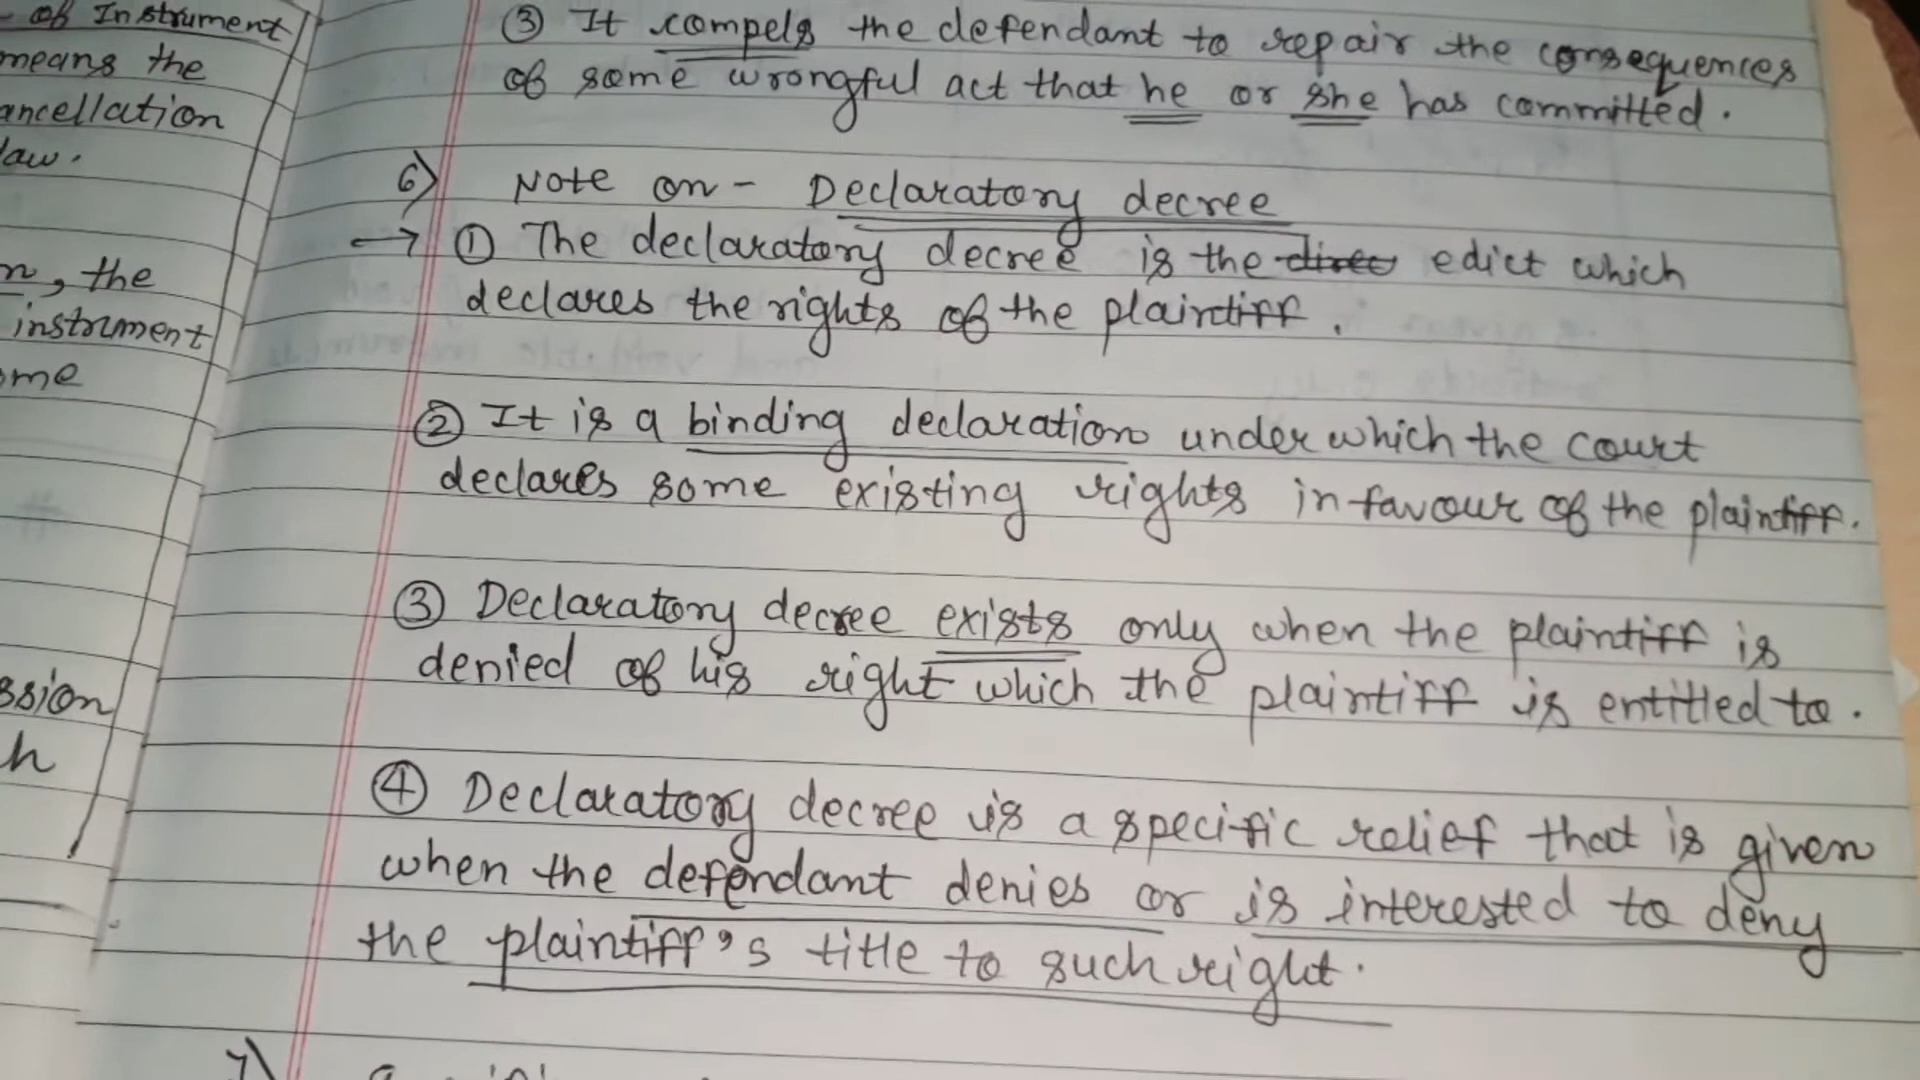 of Instrument
means the
ancellation
law.
n, the
instrument
ome
ssion
h
③ It compels the defendant to repair the consequences
of some wrongful act that he or she has committed.
6) Note on - Declaratory decree
→ ① The declaratory decree is the direc edict which
declares the rights of the plaintiff.
② It is a binding declaration under which the court
declares some existing rights in favour of the plaintiff.
③ Declaratory decree exists only when the plaintiff is
denied of his right which the plaintiff is entitled to.
④ Declaratory decree is a specific relief that is given
when the defendant denies or is interested to deny
the plaintiff's title to such right.
7)